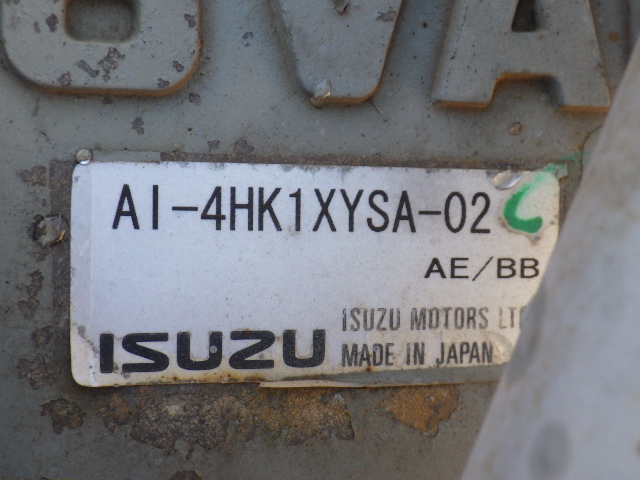 AI-4HK1XYSA-02
AE/BB
ISUZU MOTORS
ISUZU
MADE IN JAPAN